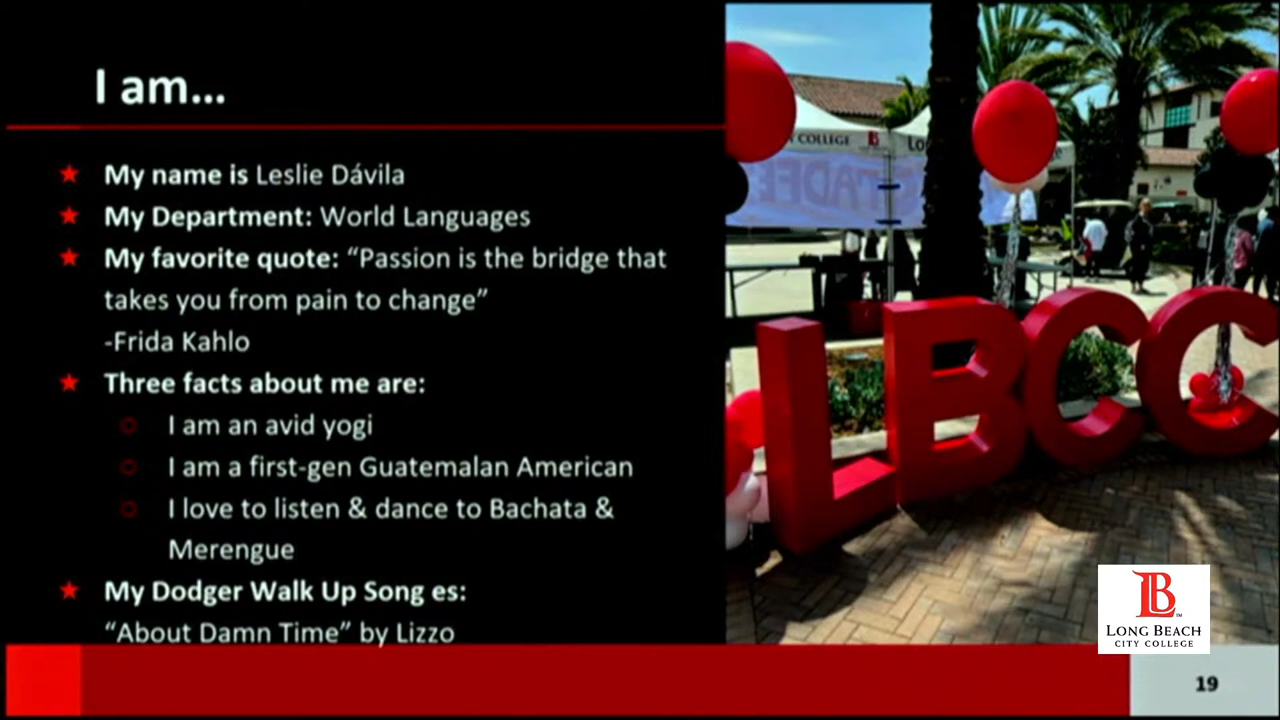 I am...
My name is Leslie Dávila
My Department: World Languages
My favorite quote: “Passion is the bridge that
takes you from pain to change”
-Frida Kahlo
Three facts about me are:
I am an avid yogi
I am a first-gen Guatemalan American
I love to listen & dance to Bachata &
Merengue
My Dodger Walk Up Song es:
“About Damn Time” by Lizzo
COLLEGE
LBCC
LB
LONG BEACH
CITY COLLEGE
19